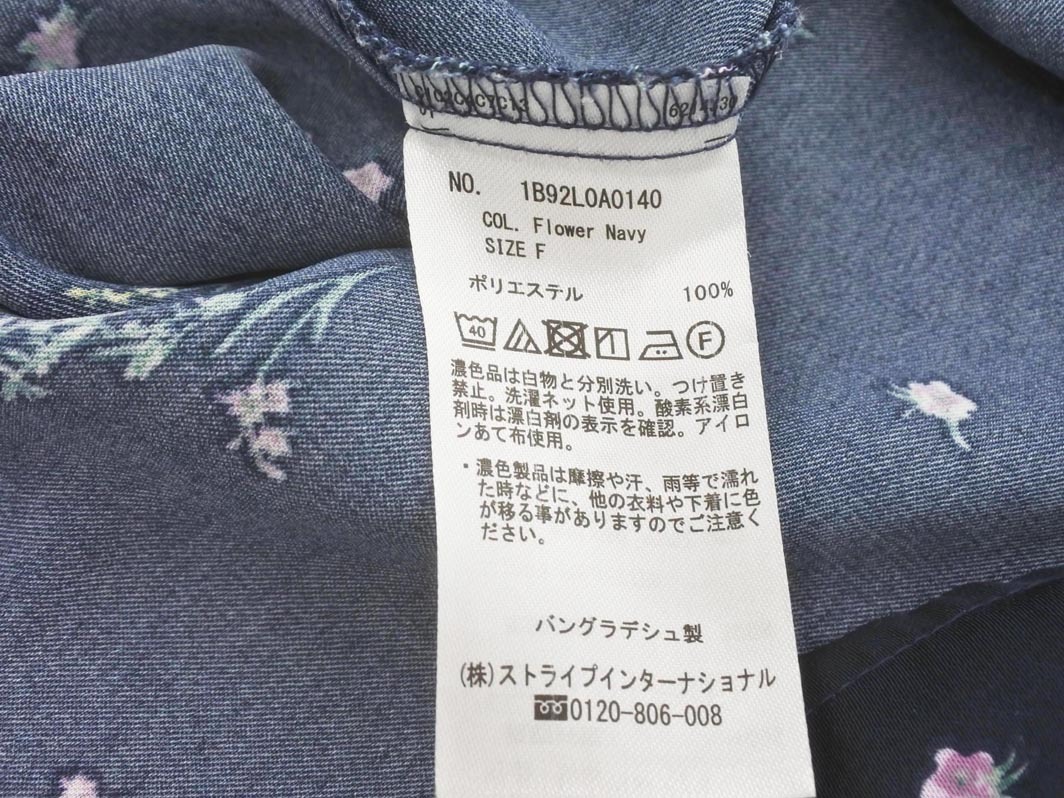 NO. 1B92L0A0140
COL. Flower Navy
SIZE F
ポリエステル 100%
40
F
濃色品は白物と分別洗い。つけ置き
禁止。洗濯ネット使用。酸素系漂白
剤時は漂白剤の表示を確認。アイロ
ンあて布使用。
・濃色製品は摩擦や汗、雨等で濡れ
た時などに、他の衣料や下着に色
が移る事がありますのでご注意く
ださい。
バングラデシュ製
(株)ストライプインターナショナル
0120-806-008